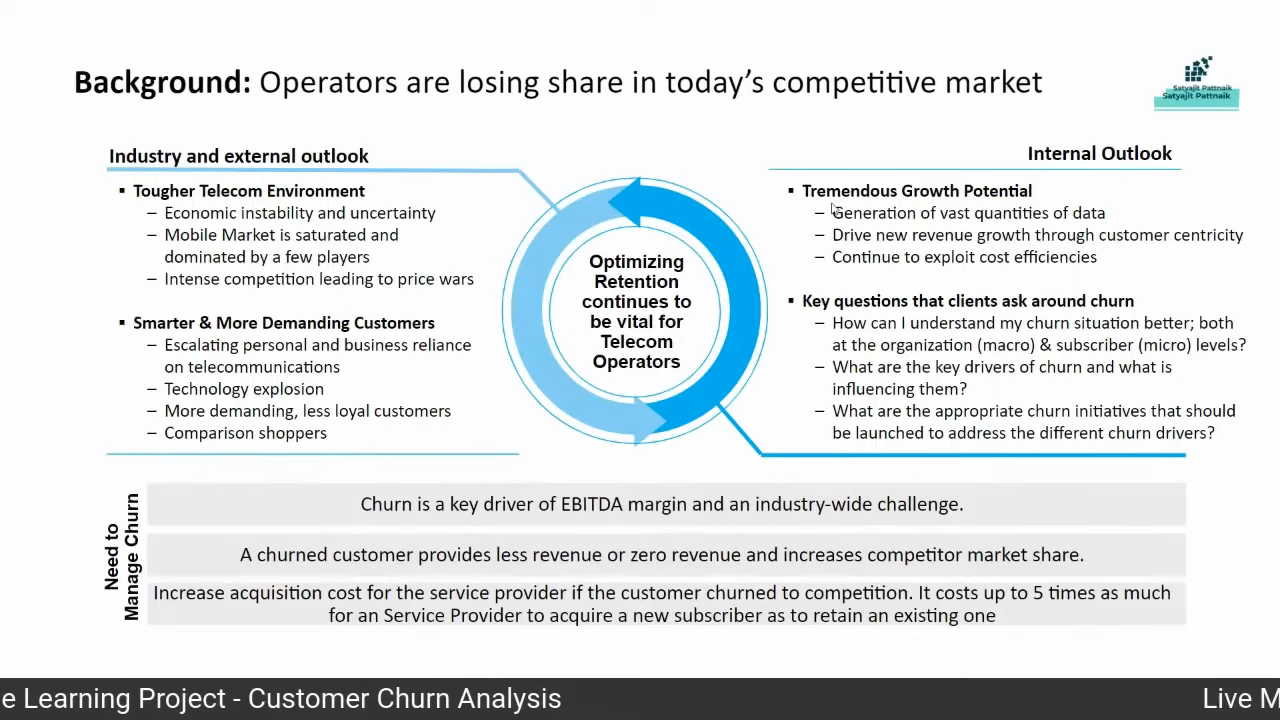 Background: Operators are losing share in today's competitive market
Satyajit Pattnaik
Satyajit Pattnaik
Industry and external outlook
▪ Tougher Telecom Environment
– Economic instability and uncertainty
– Mobile Market is saturated and
dominated by a few players
– Intense competition leading to price wars
▪ Smarter & More Demanding Customers
– Escalating personal and business reliance
on telecommunications
– Technology explosion
– More demanding, less loyal customers
– Comparison shoppers
Optimizing
Retention
continues to
be vital for
Telecom
Operators
Internal Outlook
▪ Tremendous Growth Potential
– Generation of vast quantities of data
– Drive new revenue growth through customer centricity
– Continue to exploit cost efficiencies
▪ Key questions that clients ask around churn
– How can I understand my churn situation better; both
at the organization (macro) & subscriber (micro) levels?
– What are the key drivers of churn and what is
influencing them?
– What are the appropriate churn initiatives that should
be launched to address the different churn drivers?
Need to
Manage Churn
Churn is a key driver of EBITDA margin and an industry-wide challenge.
A churned customer provides less revenue or zero revenue and increases competitor market share.
Increase acquisition cost for the service provider if the customer churned to competition. It costs up to 5 times as much
for an Service Provider to acquire a new subscriber as to retain an existing one
e Learning Project - Customer Churn Analysis
Live M